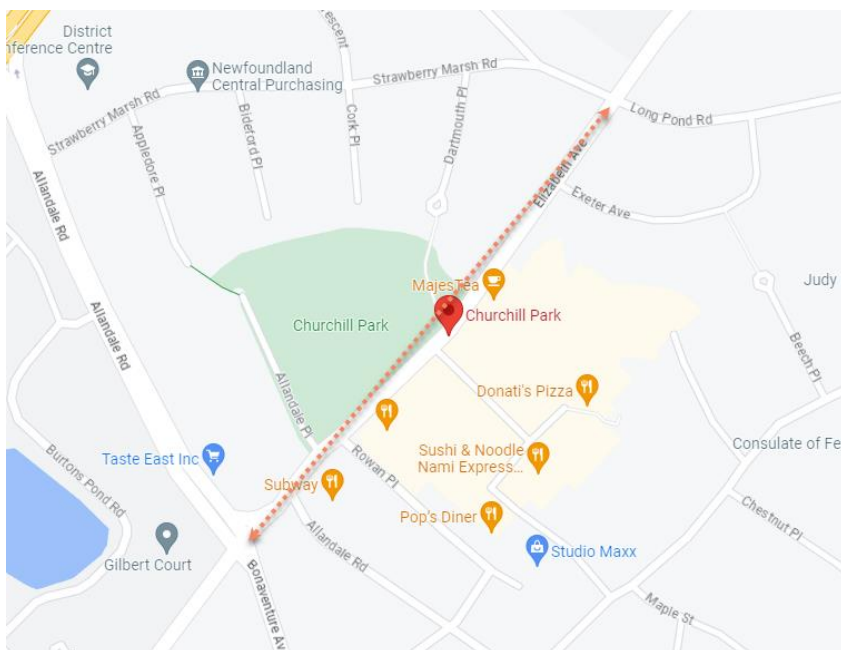 District
nference Centre
Newfoundland
Central Purchasing
Strawberry Marsh Rd
Strawberry Marsh Rd
Long Pond Rd
Appledore Pl
Bideford Pl
rescent
Cork Pl
Dartmouth Pl
Elizabeth Ave
Exeter Ave
Allandale Rd
Allandale Rd
MajesTea
Judy
Churchill Park
Churchill Park
Beech Pl
Allandale Pl
Donati's Pizza
Taste East Inc
Sushi & Noodle
Nami Express...
Consulate of Fe
Burtons Pond Rd
Subway
Rowan Pl
Pop's Diner
Chestnut Pl
Gilbert Court
Allandale Rd
Studio Maxx
Bonaventure Av
Maple St